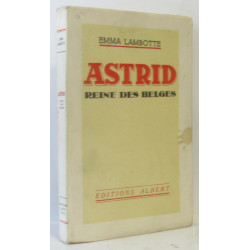 EMMA LAMBOTTE
ASTRID
REINE DES BELGES
EDITIONS ALBERT